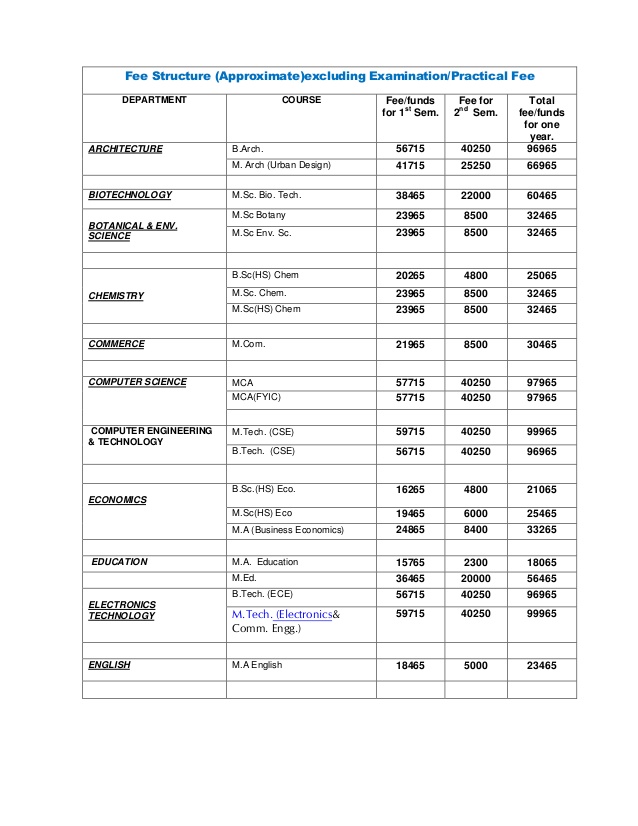 Fee Structure (Approximate)excluding Examination/Practical Fee
DEPARTMENT COURSE Fee/funds for 1st Sem. Fee for 2nd Sem. Total fee/funds for one year.
ARCHITECTURE B.Arch. 56715 40250 96965
M. Arch (Urban Design) 41715 25250 66965
BIOTECHNOLOGY M.Sc. Bio. Tech. 38465 22000 60465
BOTANICAL & ENV. SCIENCE M.Sc Botany 23965 8500 32465
M.Sc Env. Sc. 23965 8500 32465
CHEMISTRY B.Sc(HS) Chem 20265 4800 25065
M.Sc. Chem. 23965 8500 32465
M.Sc(HS) Chem 23965 8500 32465
COMMERCE M.Com. 21965 8500 30465
COMPUTER SCIENCE MCA 57715 40250 97965
MCA(FYIC) 57715 40250 97965
COMPUTER ENGINEERING & TECHNOLOGY M.Tech. (CSE) 59715 40250 99965
B.Tech. (CSE) 56715 40250 96965
ECONOMICS B.Sc.(HS) Eco. 16265 4800 21065
M.Sc(HS) Eco 19465 6000 25465
M.A (Business Economics) 24865 8400 33265
EDUCATION M.A. Education 15765 2300 18065
M.Ed. 36465 20000 56465
ELECTRONICS TECHNOLOGY B.Tech. (ECE) 56715 40250 96965
M.Tech. (Electronics& Comm. Engg.) 59715 40250 99965
ENGLISH M.A English 18465 5000 23465